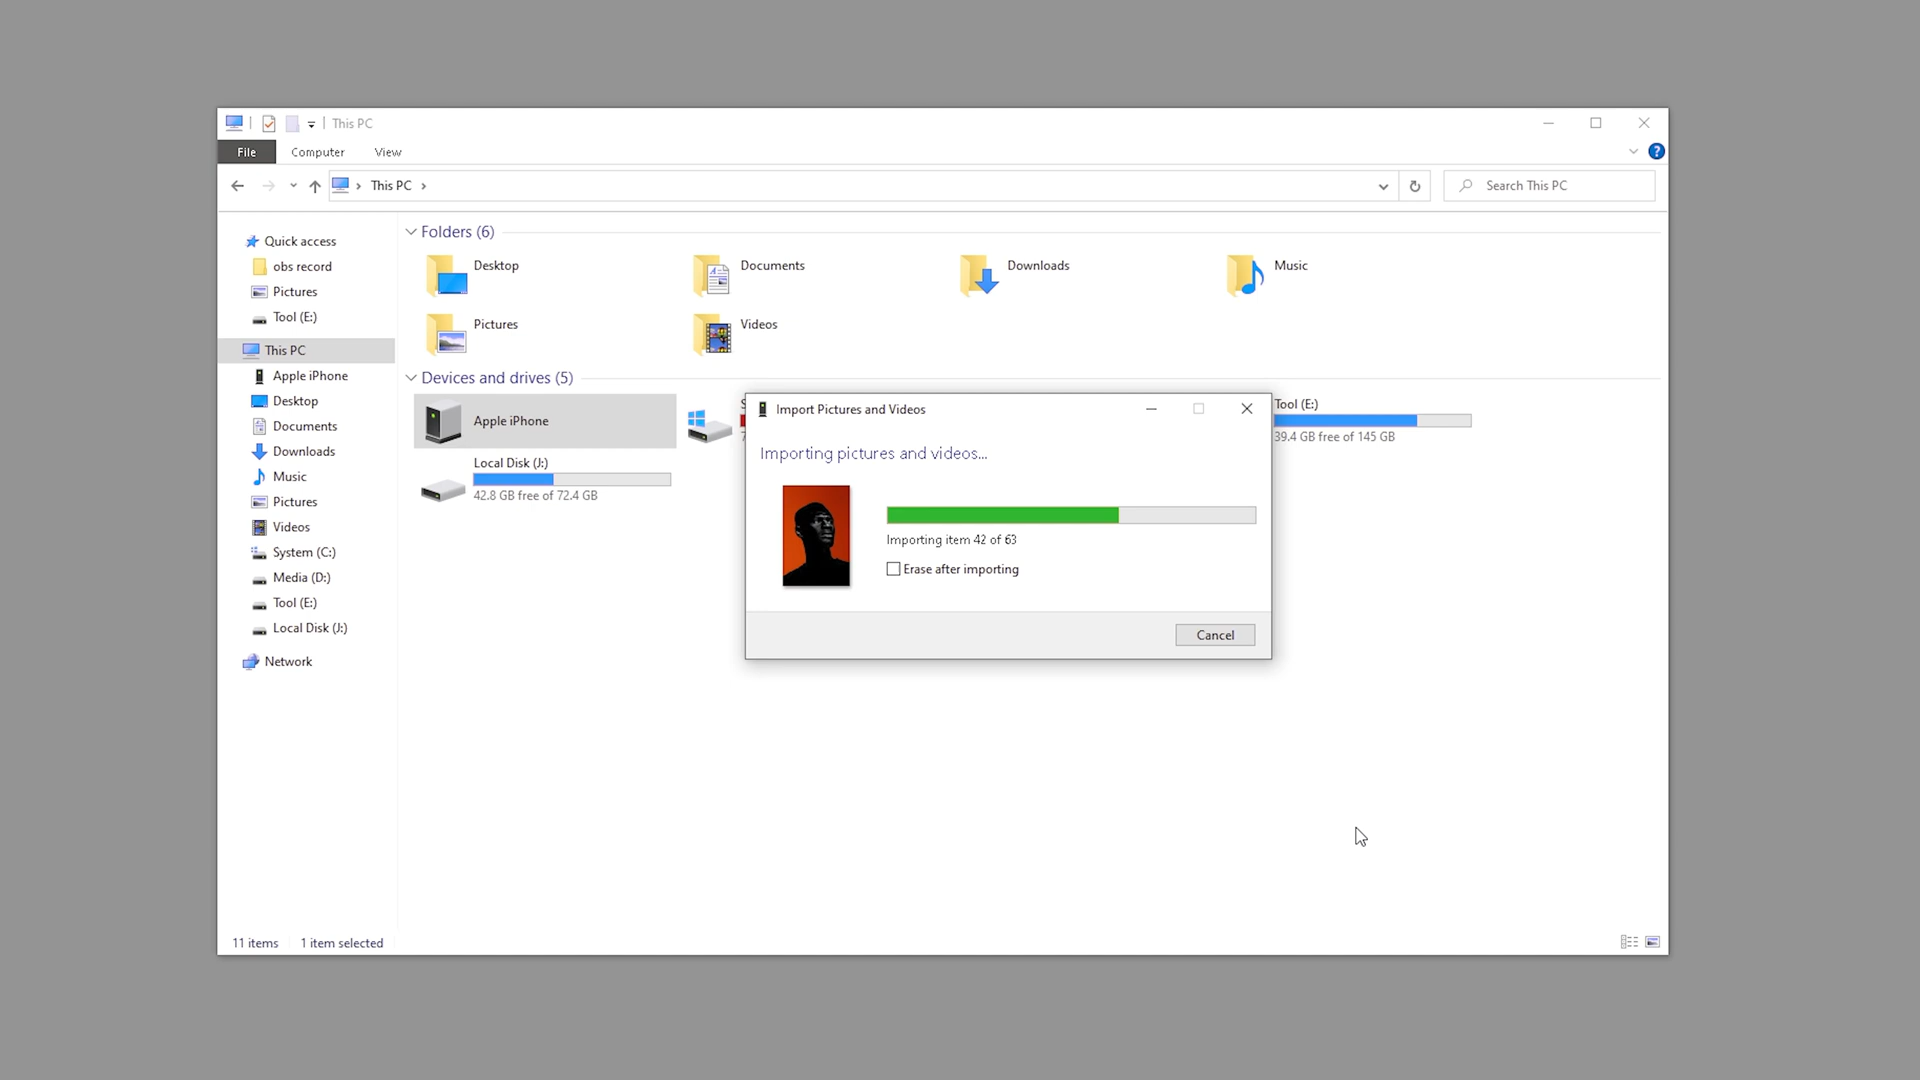 This PC
File Computer View
This PC
Search This PC
Quick access
obs record
Pictures
Tool (E:)
This PC
Apple iPhone
Desktop
Documents
Downloads
Music
Pictures
Videos
System (C:)
Media (D:)
Tool (E:)
Local Disk (J:)
Network
Folders (6)
Desktop
Documents
Downloads
Music
Pictures
Videos
Devices and drives (5)
Apple iPhone
Tool (E:)
39.4 GB free of 145 GB
Local Disk (J:)
42.8 GB free of 72.4 GB
Import Pictures and Videos
Importing pictures and videos...
Importing item 42 of 63
Erase after importing
Cancel
11 items 1 item selected